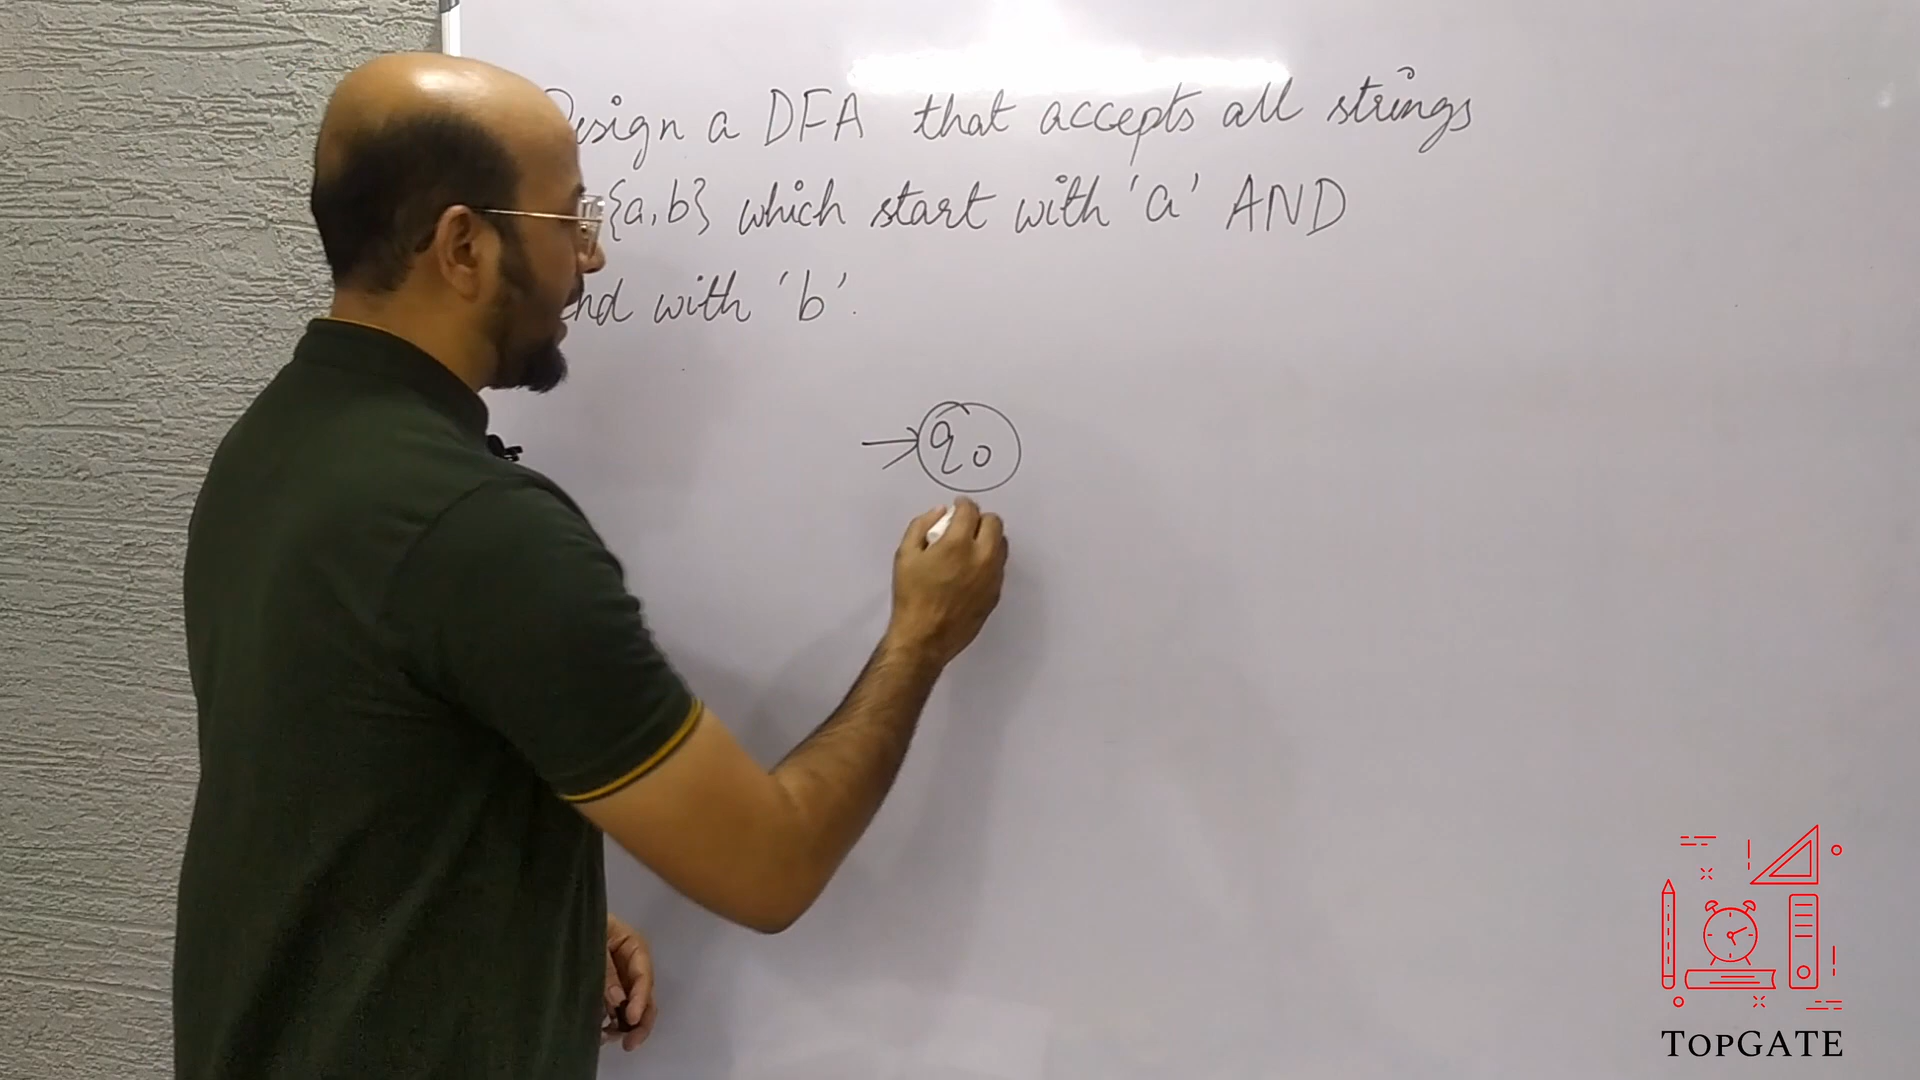 Design a DFA that accepts all strings
{a,b} which start with 'a' AND
end with 'b'.
q0
TOPGATE